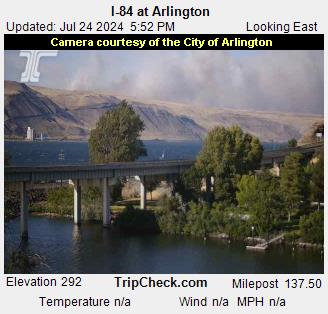 I-84 at Arlington
Updated: Jul 24 2024 5:52 PM Looking East
Camera courtesy of the City of Arlington
Elevation 292 TripCheck.com Milepost 137.50
Temperature n/a Wind n/a MPH n/a